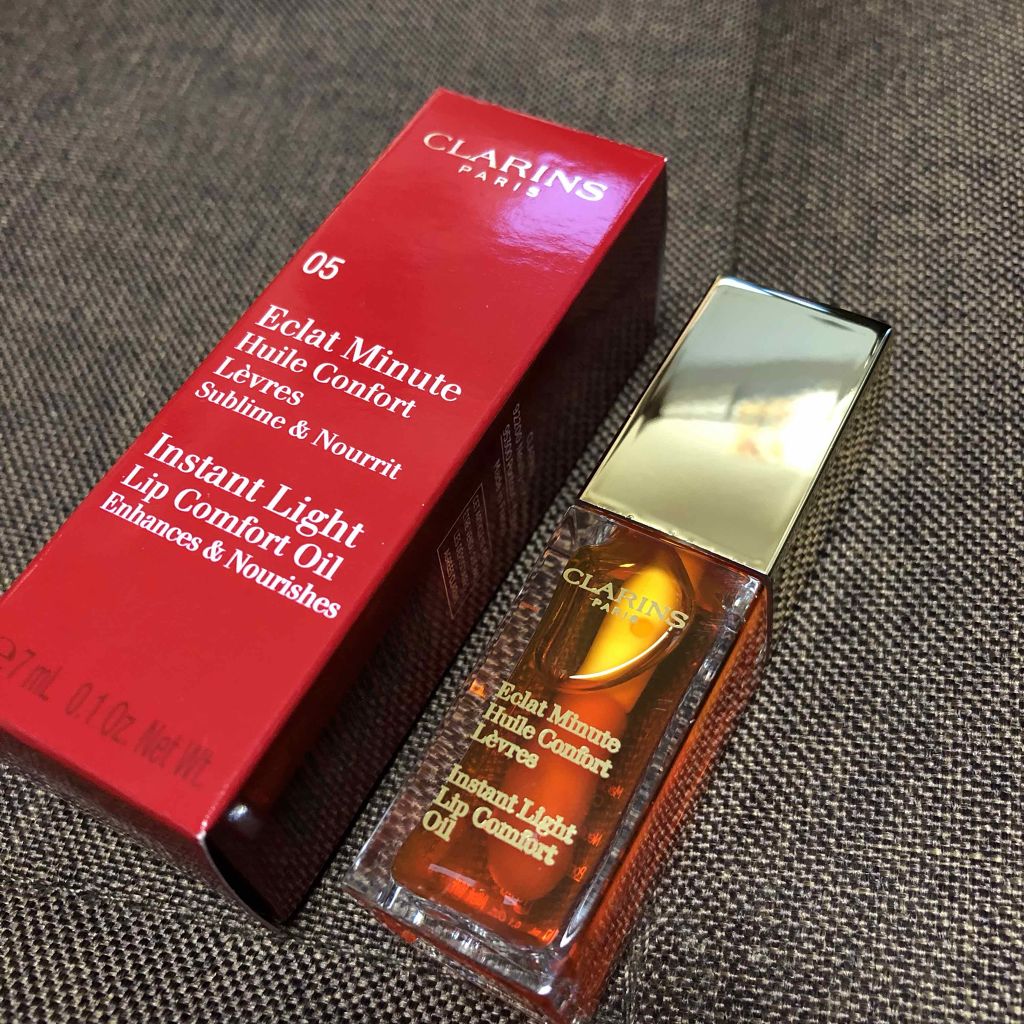 CLARINS
PARIS
05
Eclat Minute
Huile Confort
Lèvres
Sublime & Nourrit
Instant Light
Lip Comfort Oil
Enhances & Nourishes
℮7 mL 0.1 Oz. Net Wt.
CLARINS
PARIS
Eclat Minute
Huile Confort
Lèvres
Instant Light
Lip Comfort
Oil